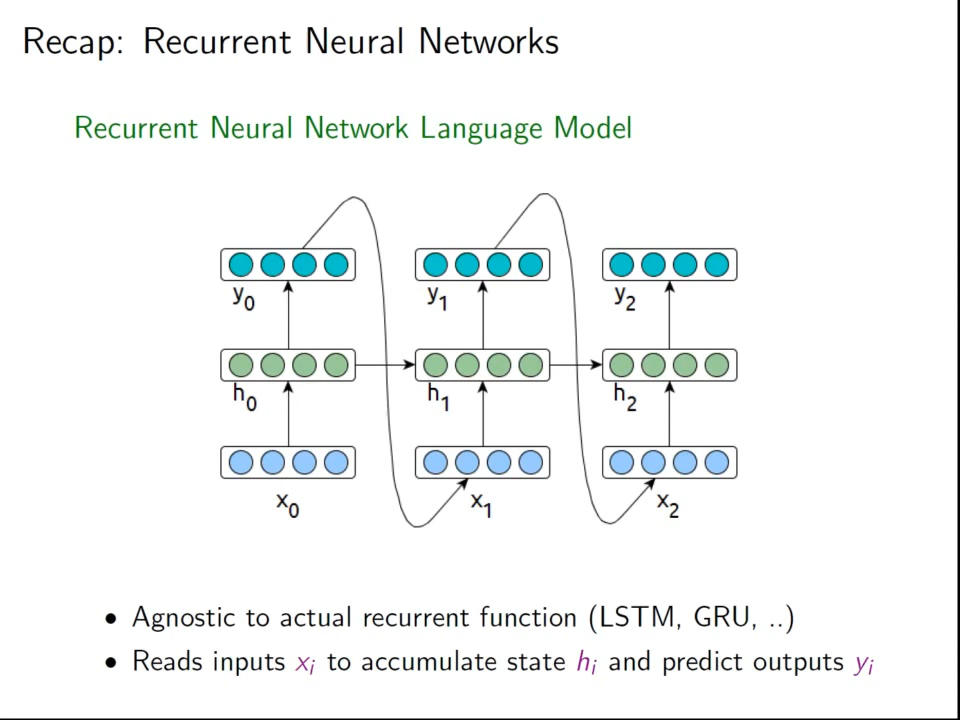 Recap: Recurrent Neural Networks
Recurrent Neural Network Language Model
y0 y1 y2
h0 h1 h2
x0 x1 x2
• Agnostic to actual recurrent function (LSTM, GRU, ..)
• Reads inputs xi to accumulate state hi and predict outputs yi